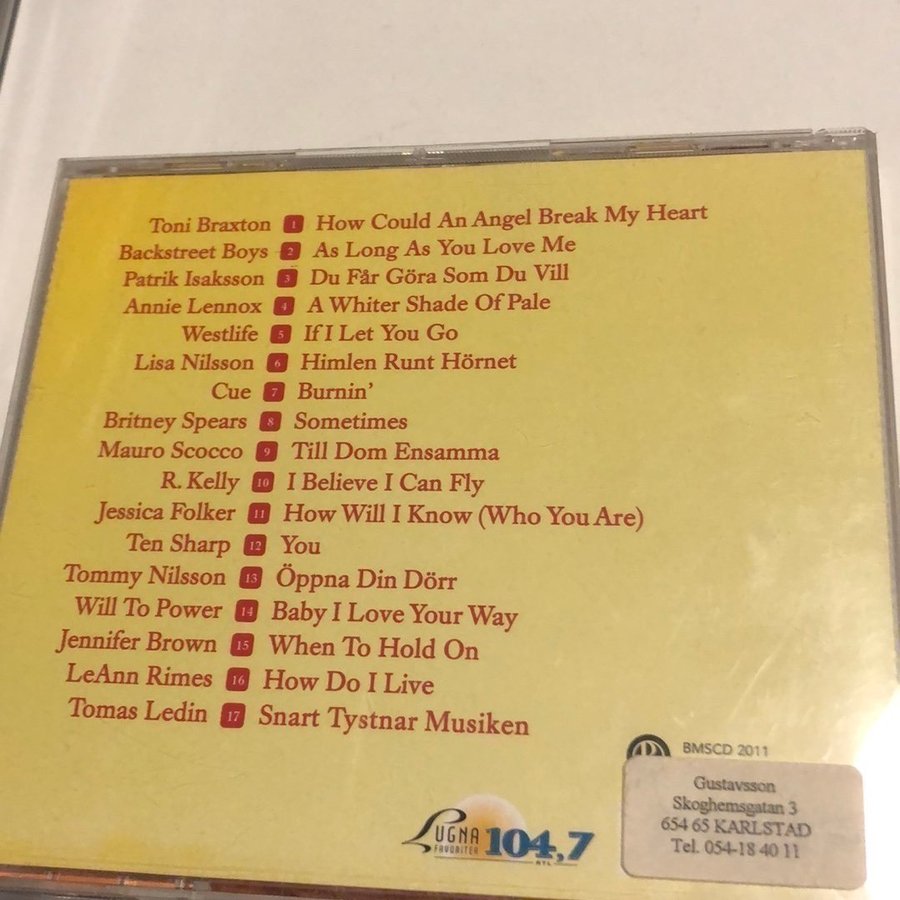 Toni Braxton 1 How Could An Angel Break My Heart
Backstreet Boys 2 As Long As You Love Me
Patrik Isaksson 3 Du Får Göra Som Du Vill
Annie Lennox 4 A Whiter Shade Of Pale
Westlife 5 If I Let You Go
Lisa Nilsson 6 Himlen Runt Hörnet
Cue 7 Burnin'
Britney Spears 8 Sometimes
Mauro Scocco 9 Till Dom Ensamma
R. Kelly 10 I Believe I Can Fly
Jessica Folker 11 How Will I Know (Who You Are)
Ten Sharp 12 You
Tommy Nilsson 13 Öppna Din Dörr
Will To Power 14 Baby I Love Your Way
Jennifer Brown 15 When To Hold On
LeAnn Rimes 16 How Do I Live
Tomas Ledin 17 Snart Tystnar Musiken
BMSCD 2011
Gustavsson
Skoghemsgatan 3
654 65 KARLSTAD
Tel. 054-18 40 11
LUGNA
FAVORITER
104,7
RTL